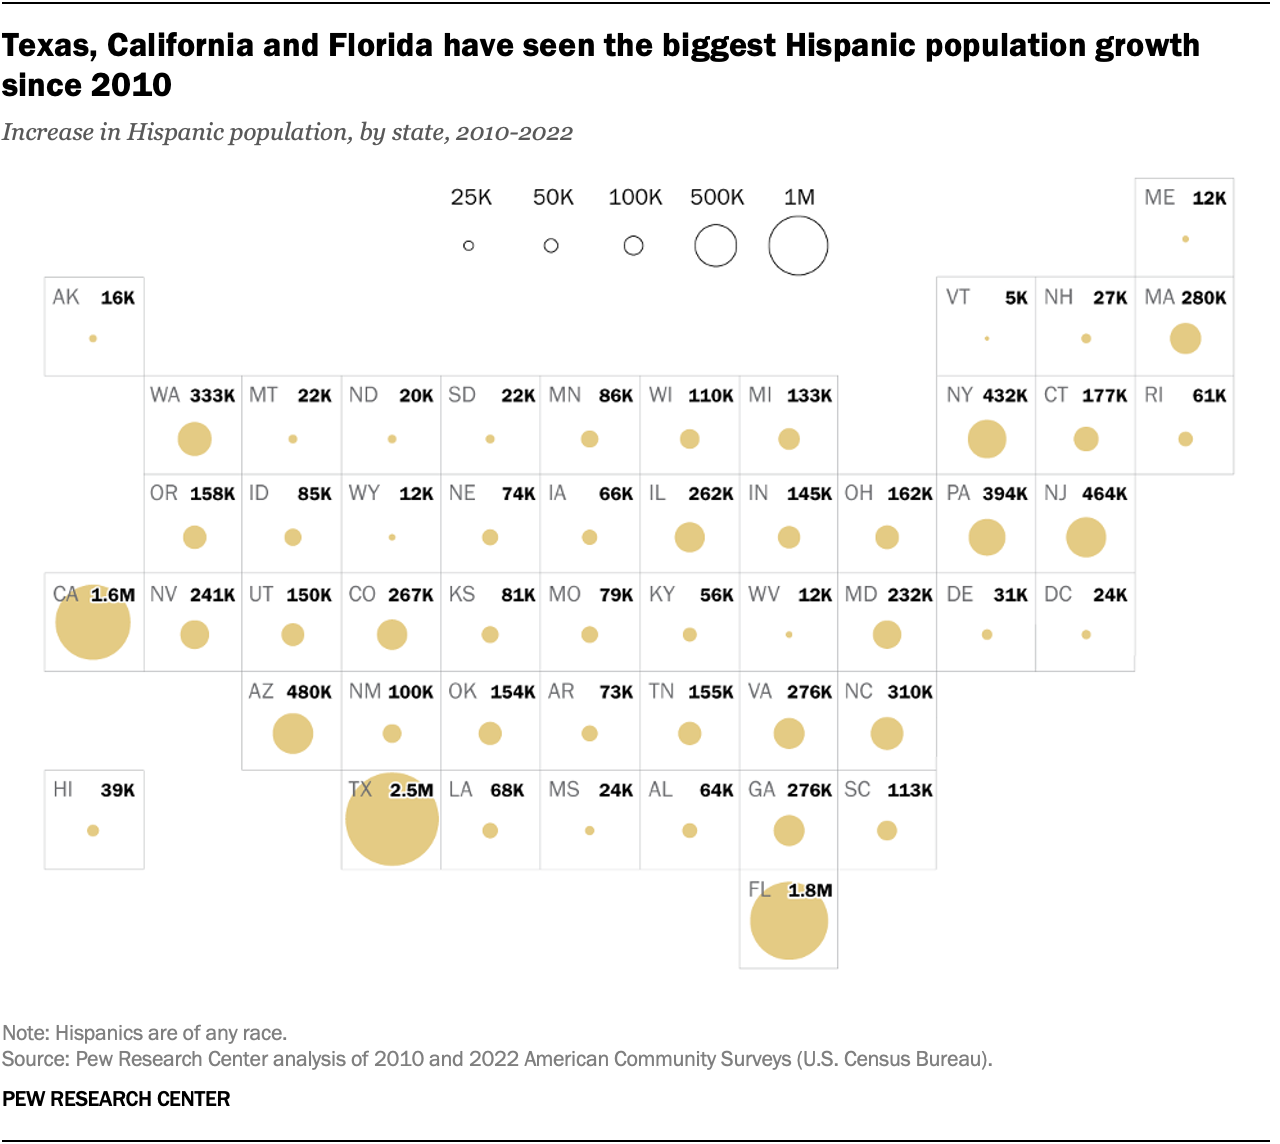 Texas, California and Florida have seen the biggest Hispanic population growth
since 2010
Increase in Hispanic population, by state, 2010-2022
25K 50K 100K 500K 1M
ME 12K
AK 16K VT 5K NH 27K MA 280K
WA 333K MT 22K ND 20K SD 22K MN 86K WI 110K MI 133K NY 432K CT 177K RI 61K
OR 158K ID 85K WY 12K NE 74K IA 66K IL 262K IN 145K OH 162K PA 394K NJ 464K
CA 1.6M NV 241K UT 150K CO 267K KS 81K MO 79K KY 56K WV 12K MD 232K DE 31K DC 24K
AZ 480K NM 100K OK 154K AR 73K TN 155K VA 276K NC 310K
HI 39K TX 2.5M LA 68K MS 24K AL 64K GA 276K SC 113K
FL 1.8M
Note: Hispanics are of any race.
Source: Pew Research Center analysis of 2010 and 2022 American Community Surveys (U.S. Census Bureau).
PEW RESEARCH CENTER